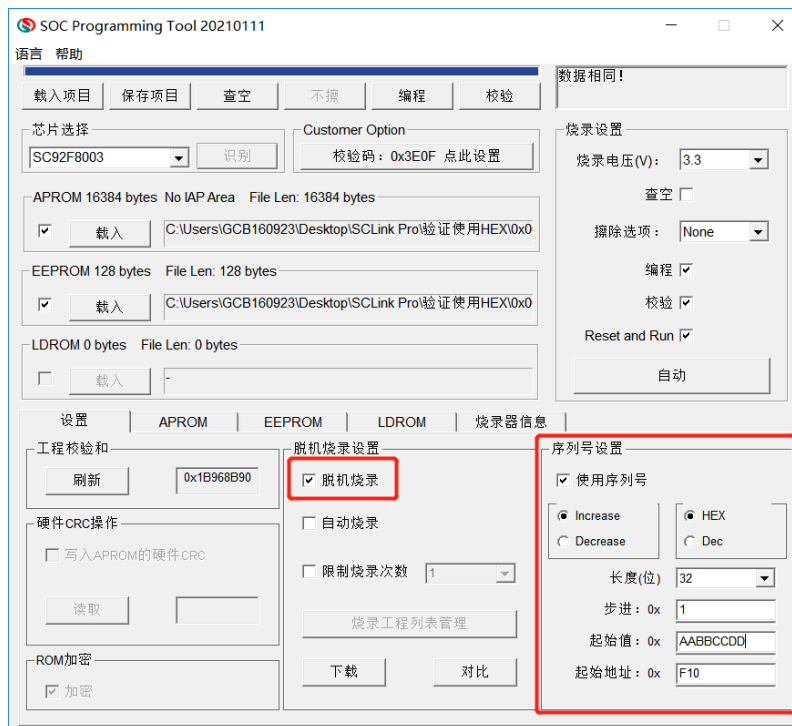 SOC Programming Tool 20210111
语言 帮助
载入项目 保存项目 查空 不擦 编程 校验
数据相同!
芯片选择
SC92F8003 识别
Customer Option
校验码：0x3E0F 点此设置
APROM 16384 bytes No IAP Area File Len: 16384 bytes
载入 C:\Users\GCB160923\Desktop\SCLink Pro\验证使用HEX\0x0
EEPROM 128 bytes File Len: 128 bytes
载入 C:\Users\GCB160923\Desktop\SCLink Pro\验证使用HEX\0x0
LDROM 0 bytes File Len: 0 bytes
载入 -
烧录设置
烧录电压(V)： 3.3
查空
擦除选项： None
编程
校验
Reset and Run
自动
设置 APROM EEPROM LDROM 烧录器信息
工程校验和
刷新 0x1B968B90
硬件CRC操作
写入APROM的硬件CRC
读取
ROM加密
加密
脱机烧录设置
脱机烧录
自动烧录
限制烧录次数 1
烧录工程列表管理
下载 对比
序列号设置
使用序列号
Increase HEX
Decrease Dec
长度(位) 32
步进：0x 1
起始值：0x AABBCCDD
起始地址：0x F10